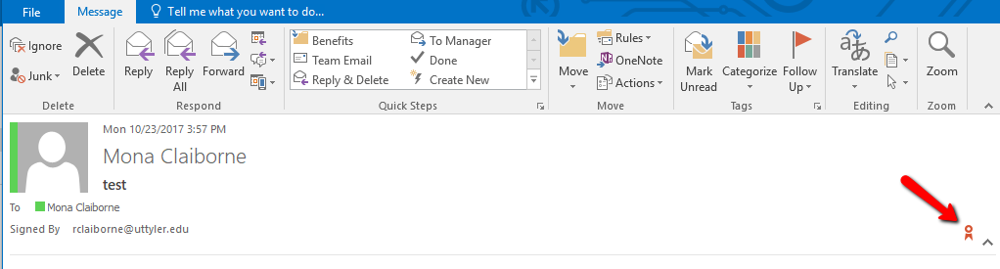 File Message Tell me what you want to do...
Ignore
Junk
Delete
Reply
Reply All
Forward
Benefits
To Manager
Team Email
Done
Reply & Delete
Create New
Move
Rules
OneNote
Actions
Mark Unread
Categorize
Follow Up
Translate
Zoom
Delete Respond Quick Steps Move Tags Editing Zoom
Mon 10/23/2017 3:57 PM
Mona Claiborne
test
To Mona Claiborne
Signed By rclaiborne@uttyler.edu